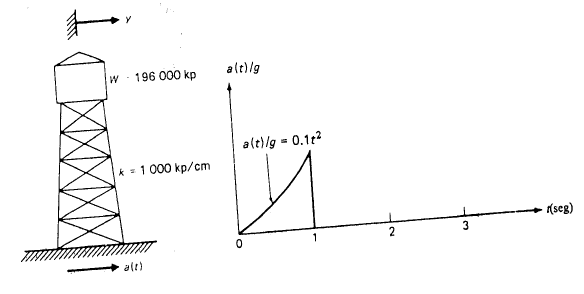 y
W - 196 000 kp
k = 1 000 kp/cm
a(t)
a(t)/g
a(t)/g = 0.1t²
0
1
2
3
t(seg)